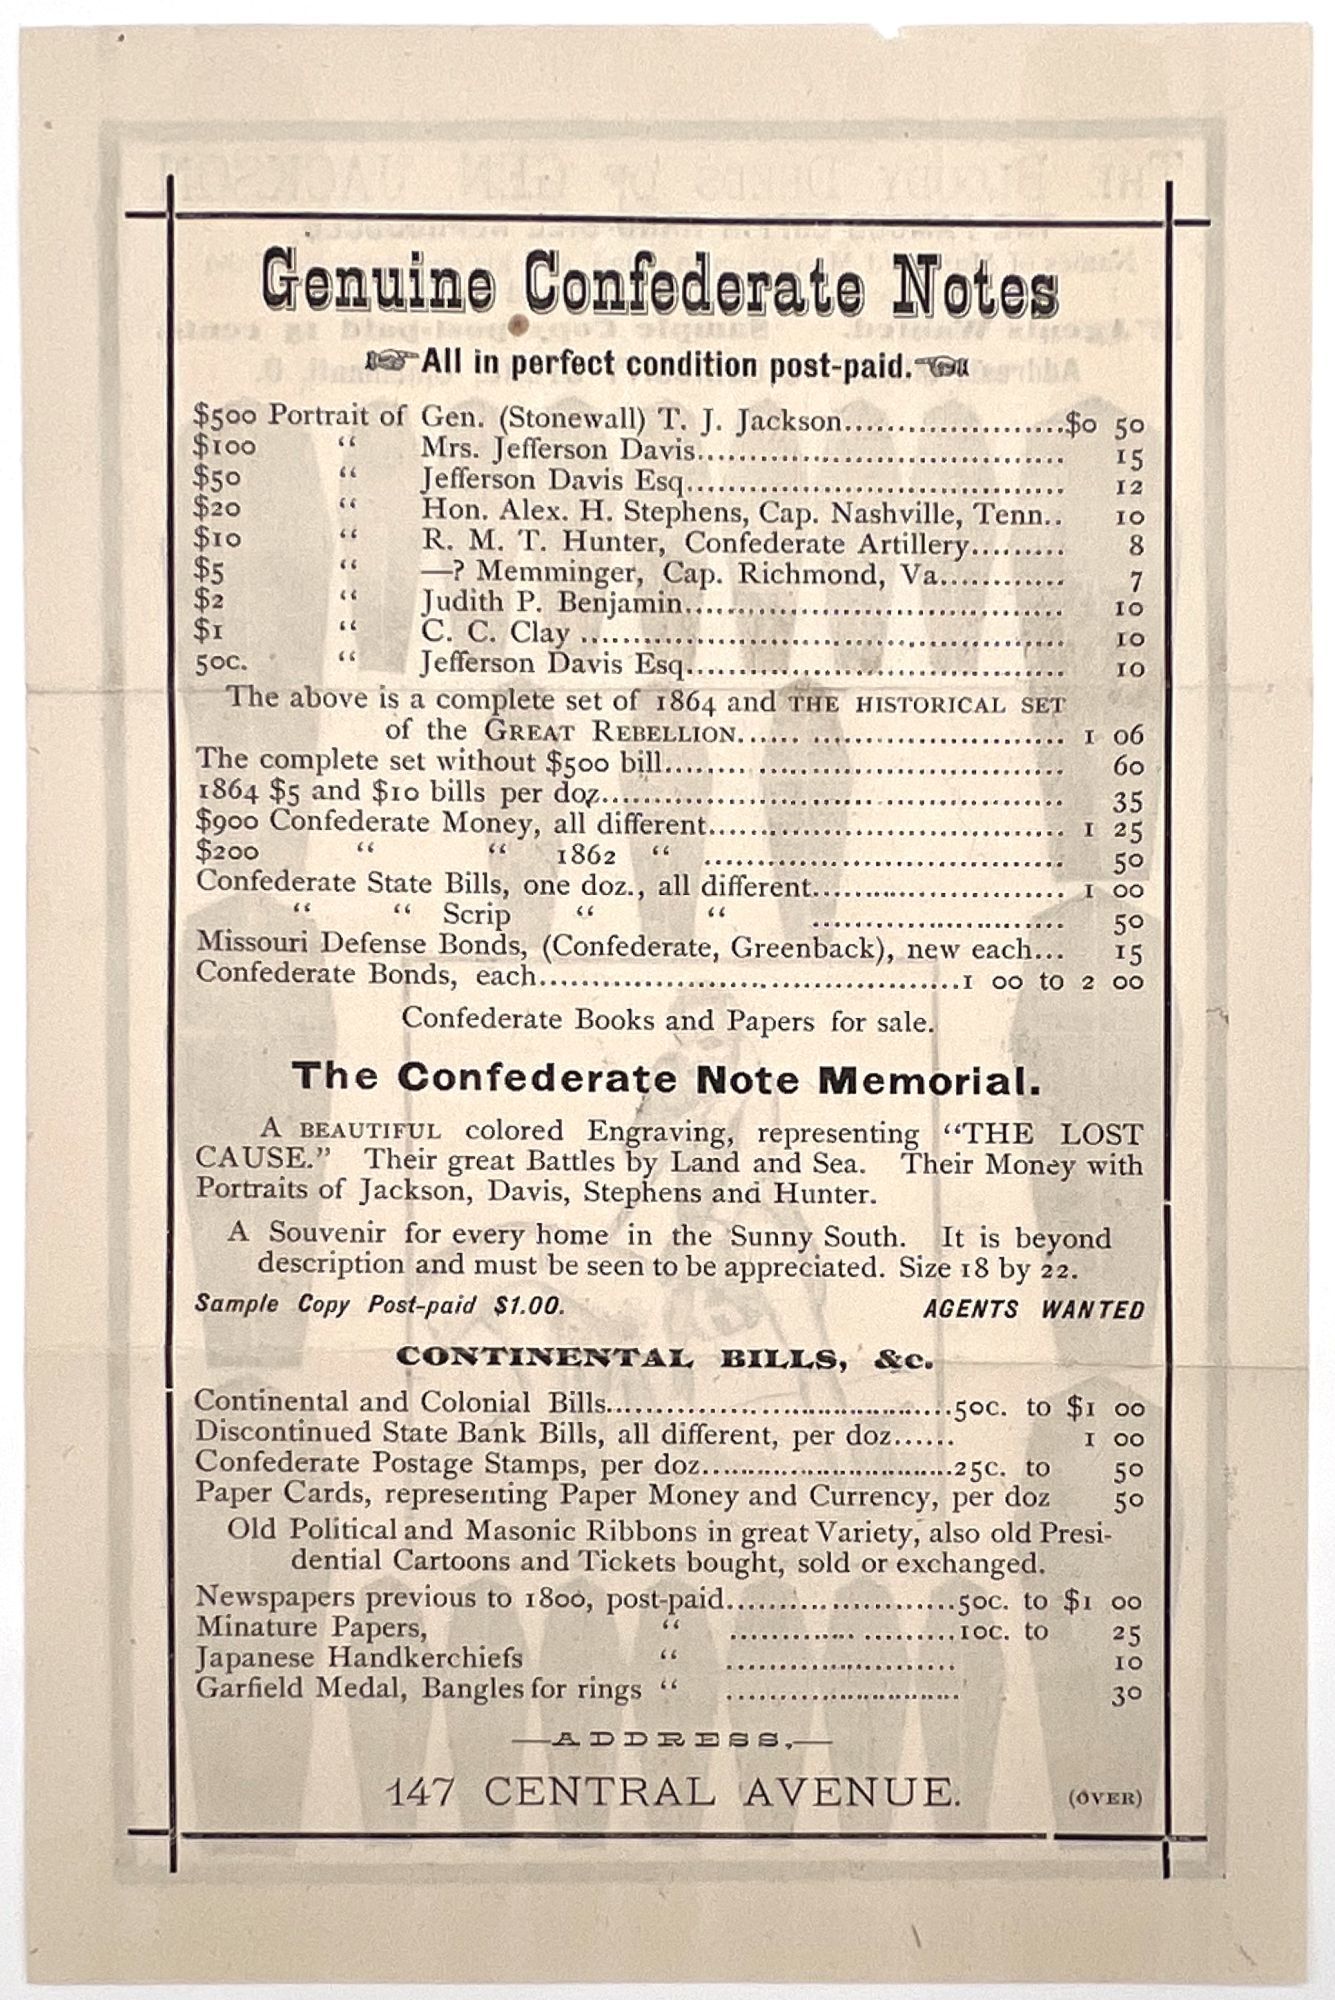 Genuine Confederate Notes
All in perfect condition post-paid.
$500 Portrait of Gen. (Stonewall) T. J. Jackson.....................$0 50
$100 “ Mrs. Jefferson Davis................................... 15
$50 “ Jefferson Davis Esq.................................... 12
$20 “ Hon. Alex. H. Stephens, Cap. Nashville, Tenn.. 10
$10 “ R. M. T. Hunter, Confederate Artillery......... 8
$5 “ —? Memminger, Cap. Richmond, Va............ 7
$2 “ Judith P. Benjamin.................................... 10
$1 “ C. C. Clay .............................................. 10
50c. “ Jefferson Davis Esq.................................... 10
The above is a complete set of 1864 and THE HISTORICAL SET
of the GREAT REBELLION...... ........................ 1 06
The complete set without $500 bill........ ............................. 60
1864 $5 and $10 bills per doz............................................ 35
$900 Confederate Money, all different.................................. 1 25
$200 “ “ 1862 “ .................................. 50
Confederate State Bills, one doz., all different........................ 1 00
“ “ Scrip “ “ ........................ 50
Missouri Defense Bonds, (Confederate, Greenback), new each... 15
Confederate Bonds, each........................................1 00 to 2 00
Confederate Books and Papers for sale.
The Confederate Note Memorial.
A BEAUTIFUL colored Engraving, representing “THE LOST
CAUSE.” Their great Battles by Land and Sea. Their Money with
Portraits of Jackson, Davis, Stephens and Hunter.
A Souvenir for every home in the Sunny South. It is beyond
description and must be seen to be appreciated. Size 18 by 22.
Sample Copy Post-paid $1.00. AGENTS WANTED
CONTINENTAL BILLS, &c.
Continental and Colonial Bills.................................50c. to $1 00
Discontinued State Bank Bills, all different, per doz...... 1 00
Confederate Postage Stamps, per doz...........................25c. to 50
Paper Cards, representing Paper Money and Currency, per doz 50
Old Political and Masonic Ribbons in great Variety, also old Presi-
dential Cartoons and Tickets bought, sold or exchanged.
Newspapers previous to 1800, post-paid......................50c. to $1 00
Minature Papers, “ ............. .........10c. to 25
Japanese Handkerchiefs “ ...................... 10
Garfield Medal, Bangles for rings “ ....................... 30
—ADDRESS,—
147 CENTRAL AVENUE.
(OVER)